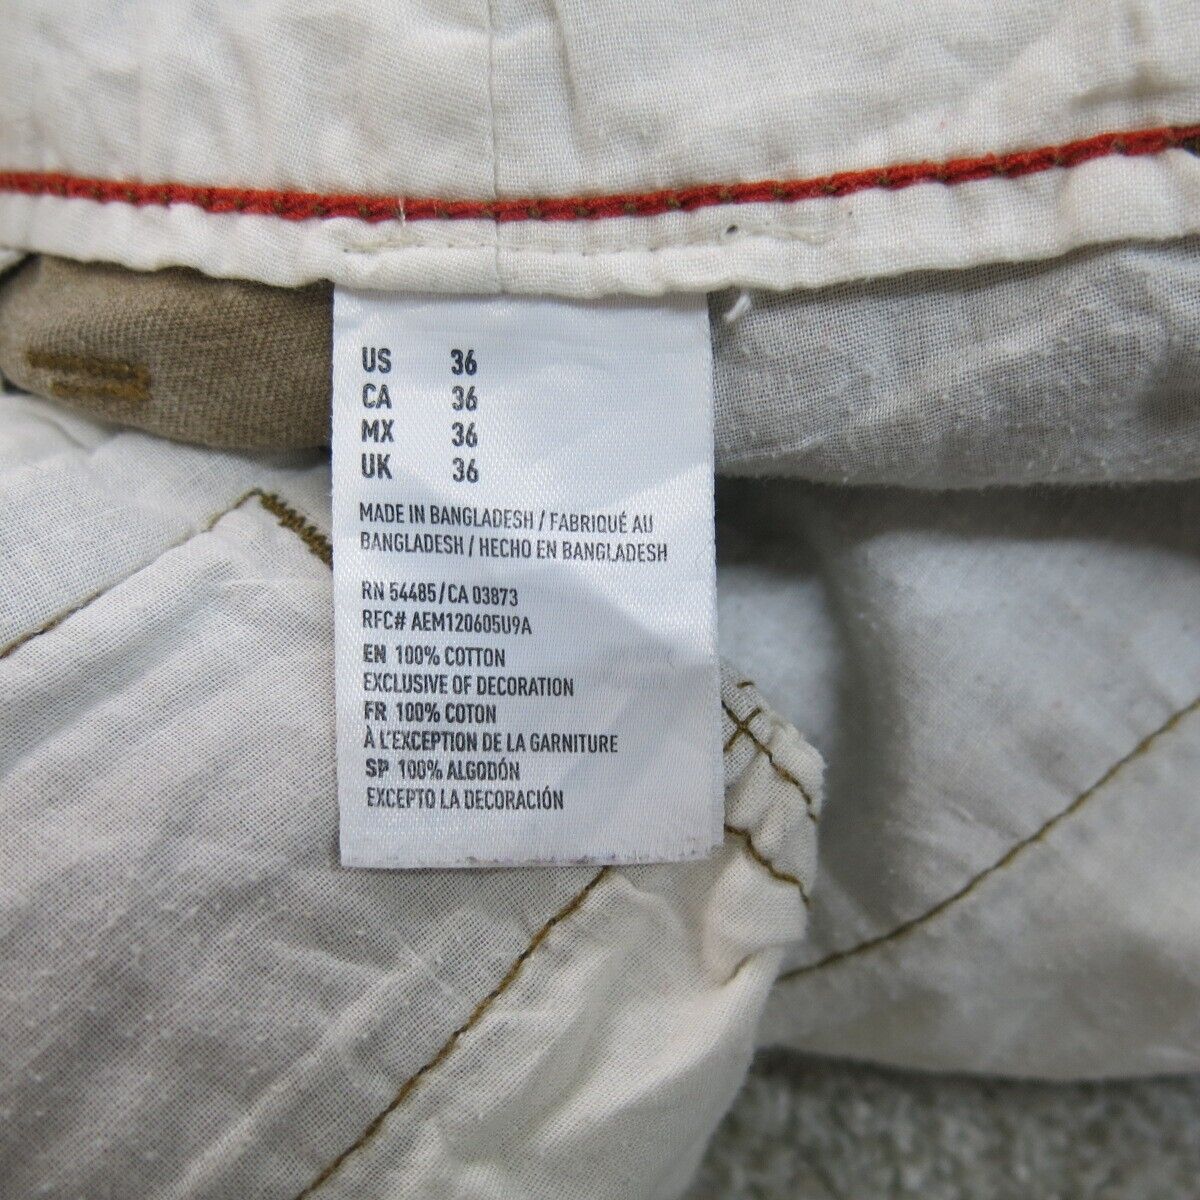 US 36
CA 36
MX 36
UK 36
MADE IN BANGLADESH / FABRIQUÉ AU
BANGLADESH / HECHO EN BANGLADESH
RN 54485/CA 03873
RFC# AEM120605U9A
EN 100% COTTON
EXCLUSIVE OF DECORATION
FR 100% COTON
À L'EXCEPTION DE LA GARNITURE
SP 100% ALGODÓN
EXCEPTO LA DECORACIÓN